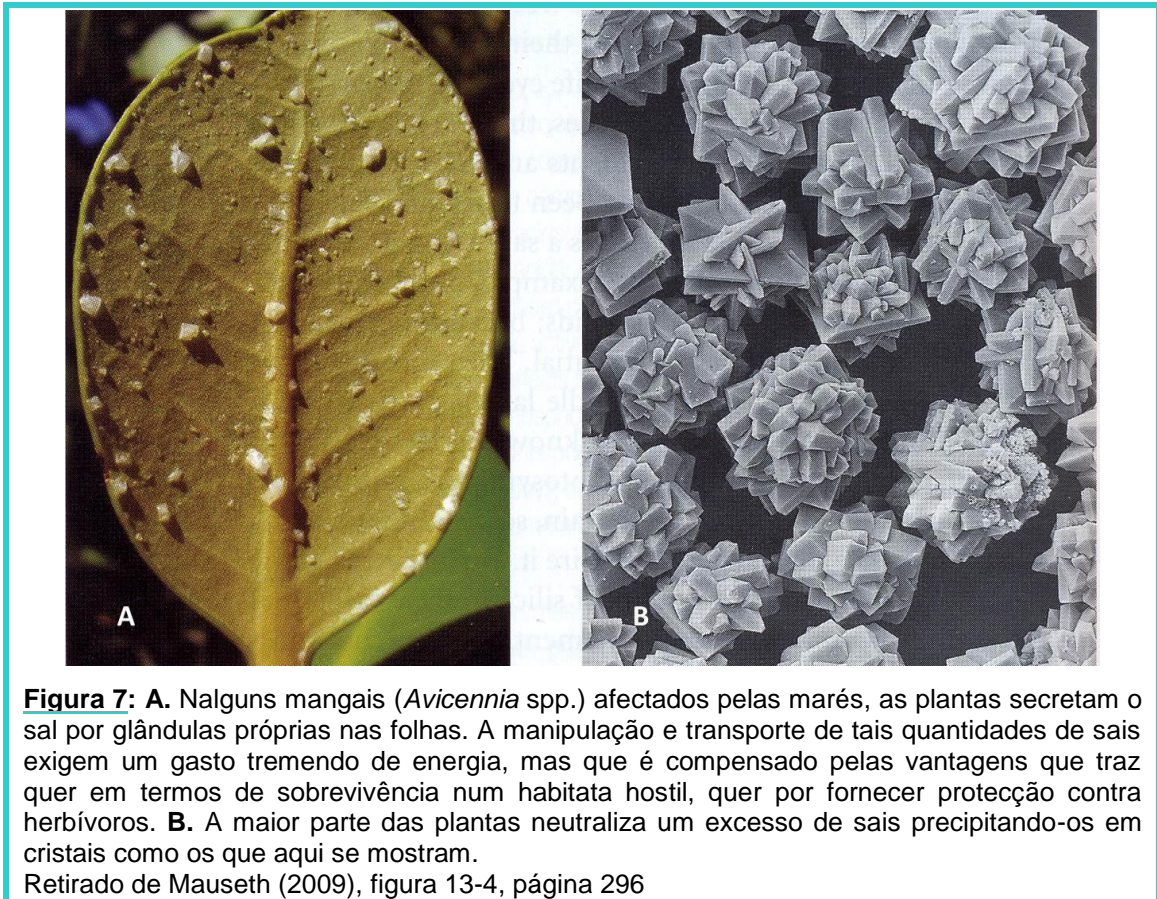 A
B
Figura 7: A. Nalguns mangais (Avicennia spp.) afectados pelas marés, as plantas secretam o
sal por glândulas próprias nas folhas. A manipulação e transporte de tais quantidades de sais
exigem um gasto tremendo de energia, mas que é compensado pelas vantagens que traz
quer em termos de sobrevivência num habitata hostil, quer por fornecer protecção contra
herbívoros. B. A maior parte das plantas neutraliza um excesso de sais precipitando-os em
cristais como os que aqui se mostram.
Retirado de Mauseth (2009), figura 13-4, página 296